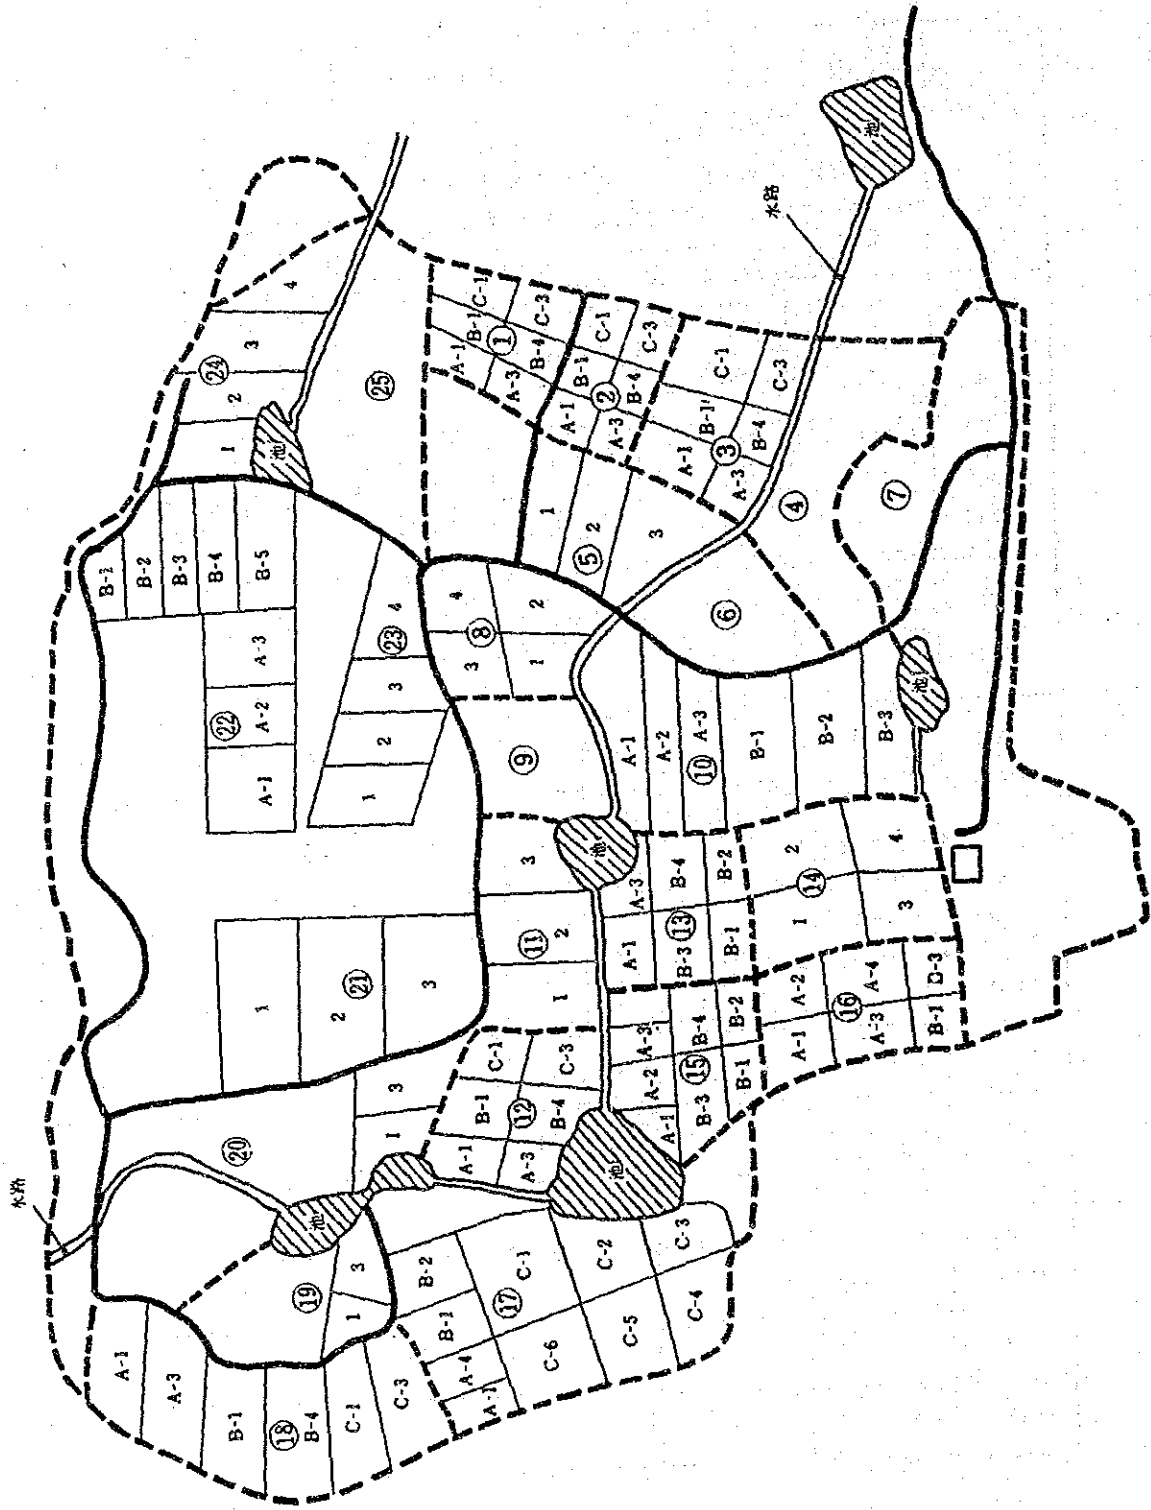 水路
池
A-1
A-3
B-1
⑱
B-4
C-1
C-3
⑲
1
3
池
⑳
1
3
A-1
A-4
B-1
B-2
⑰
C-1
C-6
C-2
C-5
C-3
C-4
池
A-1
A-3
B-1
⑫
B-4
C-1
C-3
1
㉑
2
3
1
⑪
2
3
池
A-1
A-2
A-3
⑮
B-3
B-4
B-1
B-2
A-1
A-2
⑯
A-3
A-4
B-1
D-3
A-1
A-3
⑬
B-3
B-4
B-1
B-2
1
⑭
2
3
4
A-1
㉒
A-2
A-3
B-1
B-2
B-3
B-4
B-5
1
2
3
㉓
4
⑨
3
⑧
4
1
2
A-1
A-2
A-3
⑩
B-1
B-2
B-3
池
1
2
㉔
3
4
池
㉕
A-1
B-1
C-1
①
A-3
B-4
C-3
A-1
B-1
C-1
②
A-3
B-4
C-3
A-1
B-1
C-1
③
A-3
B-4
C-3
1
⑤
2
3
④
⑥
⑦
水路
池